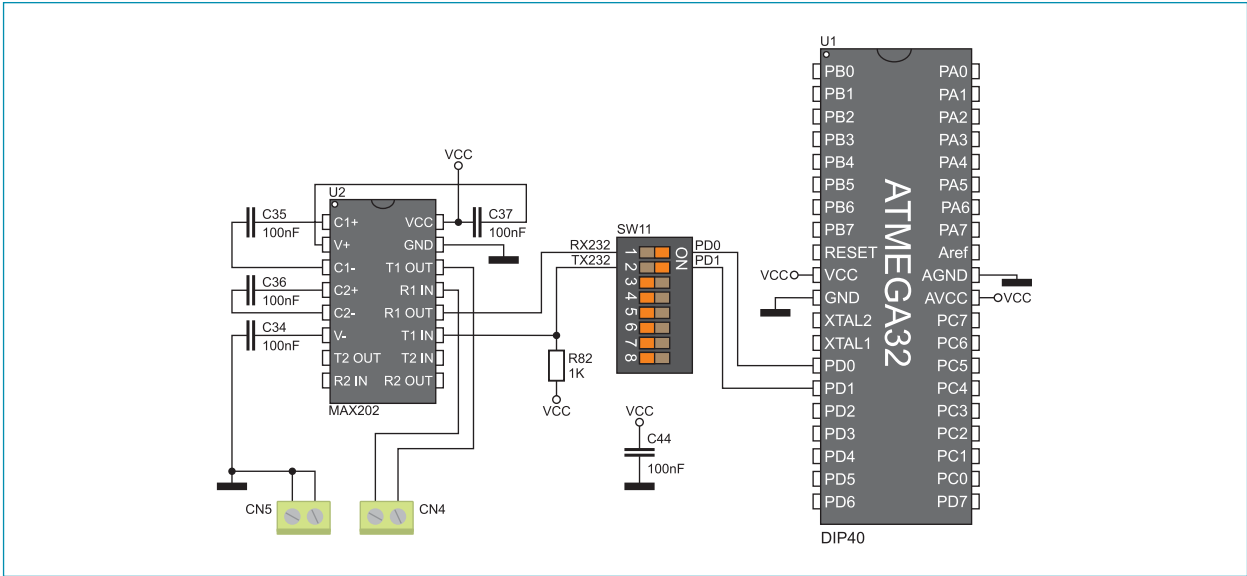 U1
PB0 PA0
PB1 PA1
PB2 PA2
PB3 PA3
PB4 PA4
PB5 PA5
PB6 PA6
PB7 PA7
RESET Aref
VCC VCC AGND
GND AVCC VCC
XTAL2 PC7
XTAL1 PC6
PD0 PC5
PD1 PC4
PD2 PC3
PD3 PC2
PD4 PC1
PD5 PC0
PD6 PD7
ATMEGA32
DIP40
VCC
U2
C35
100nF
C37
100nF
C1+ VCC
V+ GND
C1- T1 OUT
C2+ R1 IN
C2- R1 OUT
V- T1 IN
T2 OUT T2 IN
R2 IN R2 OUT
MAX202
C36
100nF
C34
100nF
SW11
RX232 PD0
TX232 PD1
ON
1
2
3
4
5
6
7
8
R82
1K
VCC
VCC
C44
100nF
CN5
CN4